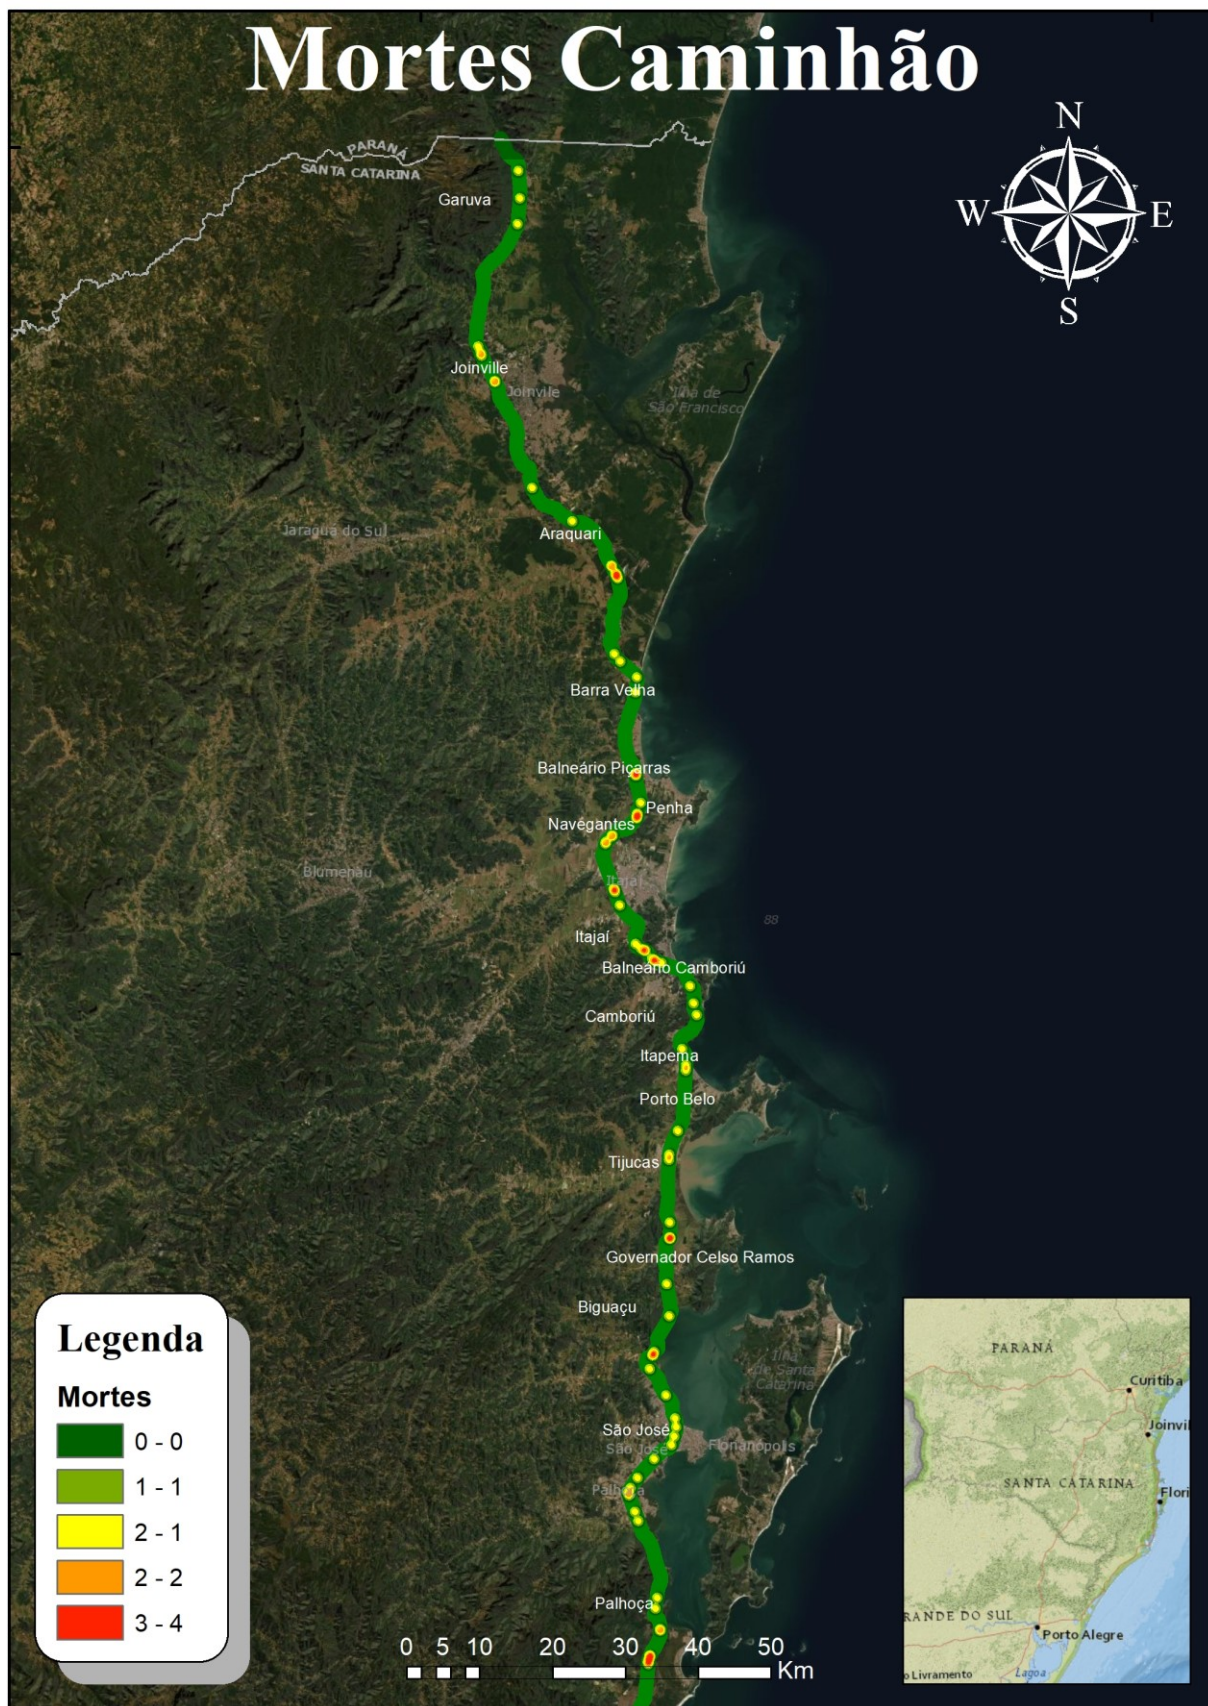 Mortes Caminhão
N
W
E
S
PARANÁ
SANTA CATARINA
Garuva
Joinville
Joinvile
Ilha de
São Francisco
Jaraguá do Sul
Araquari
Barra Velha
Balneário Piçarras
Penha
Navegantes
Blumenau
Itajaí
88
Itajaí
Balneário Camboriú
Camboriú
Itapema
Porto Belo
Tijucas
Governador Celso Ramos
Biguaçu
Ilha
de Santa
Catarina
São José
São José
Florianópolis
Palhoça
Palhoça
Legenda
Mortes
0 - 0
1 - 1
2 - 1
2 - 2
3 - 4
0 5 10 20 30 40 50
Km
PARANÁ
Curitiba
Joinvil
SANTA CATARINA
Flori
RANDE DO SUL
Porto Alegre
o Livramento
Lagoa